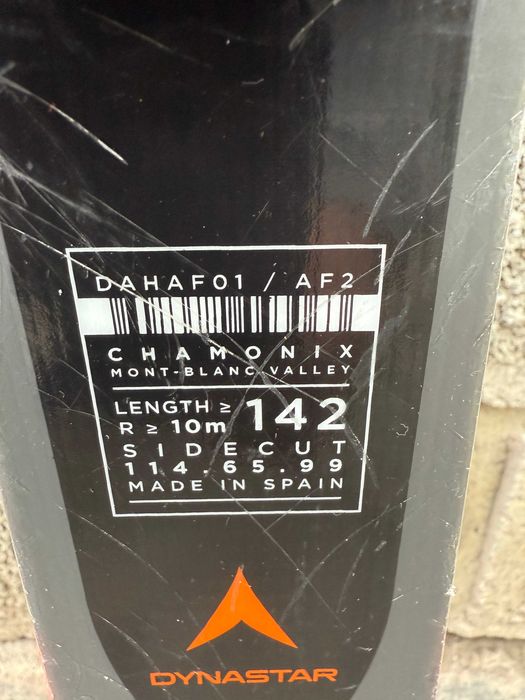 DAHAF01 / AF2
CHAMONIX
MONT-BLANC VALLEY
LENGTH ≥ 142
R ≥ 10m
SIDECUT
114.65.99
MADE IN SPAIN
DYNASTAR